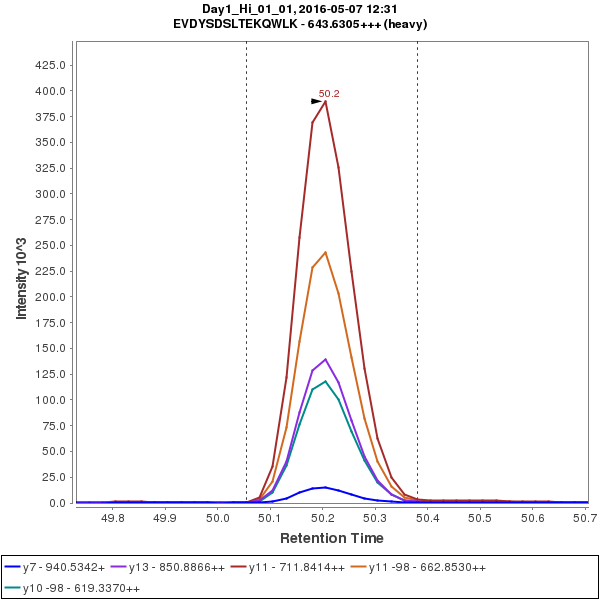 Day1_Hi_01_01, 2016-05-07 12:31
EVDYSDSLTEKQWLK - 643.6305+++ (heavy)
Intensity 10^3
425.0
400.0
375.0
350.0
325.0
300.0
275.0
250.0
225.0
200.0
175.0
150.0
125.0
100.0
75.0
50.0
25.0
0.0
50.2
49.8 49.9 50.0 50.1 50.2 50.3 50.4 50.5 50.6 50.7
Retention Time
y7 - 940.5342+ y13 - 850.8866++ y11 - 711.8414++ y11 -98 - 662.8530++
y10 -98 - 619.3370++